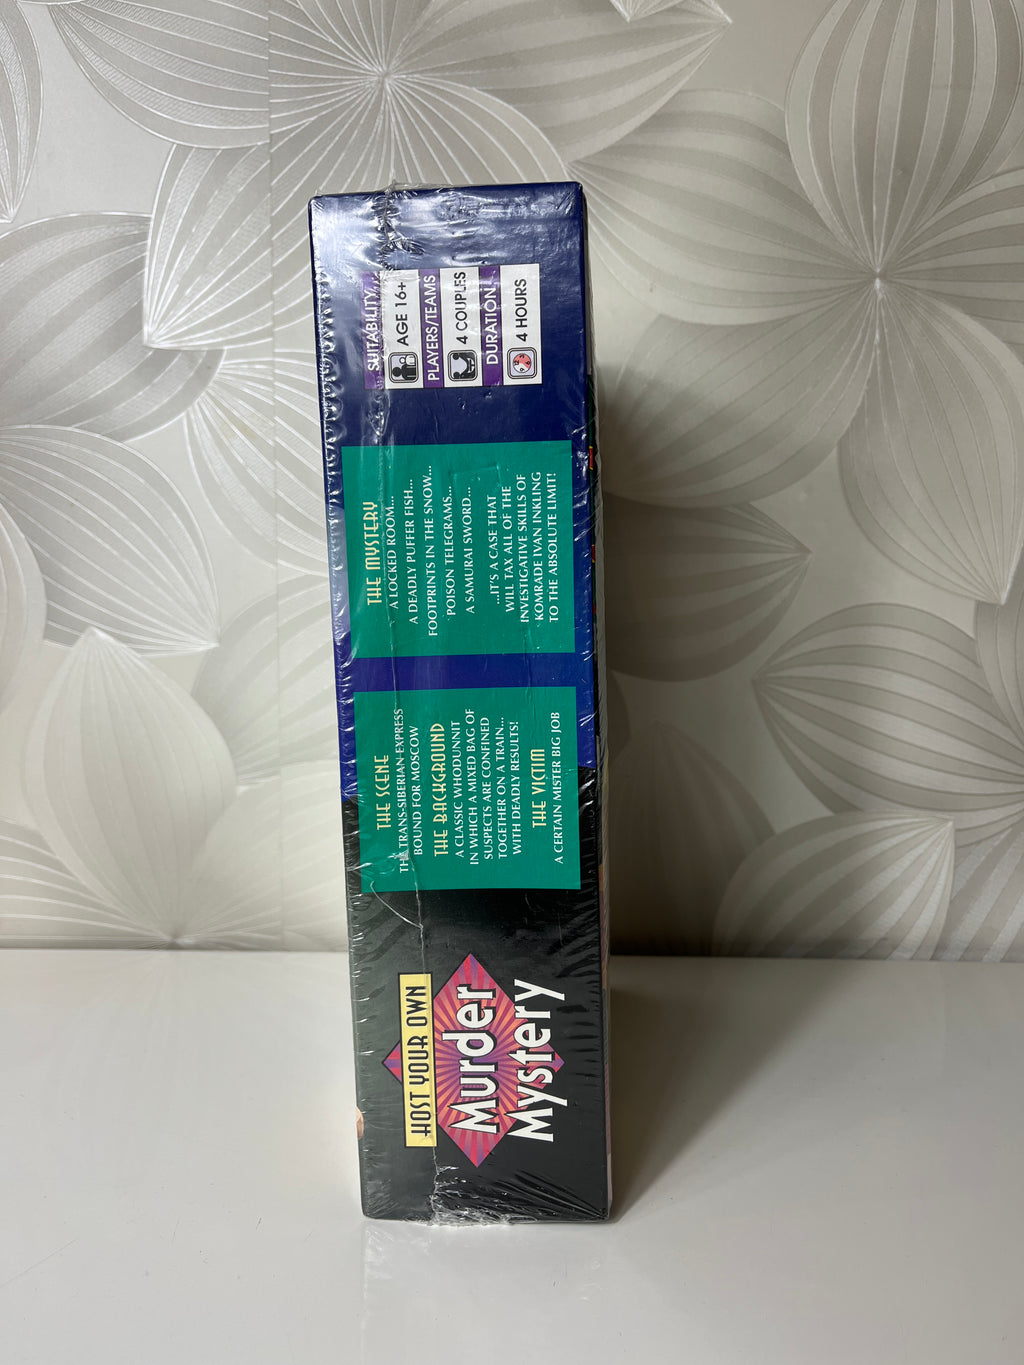 HOST YOUR OWN
Murder
Mystery
THE SCENE
THE TRANS-SIBERIAN-EXPRESS
BOUND FOR MOSCOW
THE BACKGROUND
A CLASSIC WHODUNNIT
IN WHICH A MIXED BAG OF
SUSPECTS ARE CONFINED
TOGETHER ON A TRAIN...
WITH DEADLY RESULTS!
THE VICTIM
A CERTAIN MISTER BIG JOB
THE MYSTERY
A LOCKED ROOM...
A DEADLY PUFFER FISH...
FOOTPRINTS IN THE SNOW...
POISON TELEGRAMS...
A SAMURAI SWORD...
...IT'S A CASE THAT
WILL TAX ALL OF THE
INVESTIGATIVE SKILLS OF
KOMRADE IVAN INKLING
TO THE ABSOLUTE LIMIT!
SUITABILITY...
AGE 16+
PLAYERS/TEAMS
4 COUPLES
DURATION...
4 HOURS